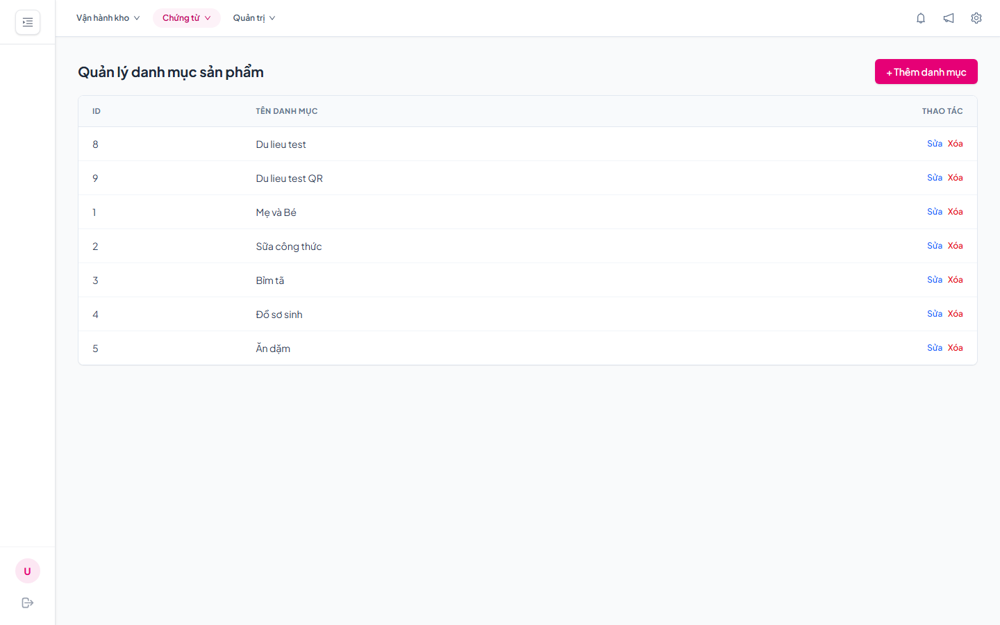 Vận hành kho Chứng từ Quản trị
Quản lý danh mục sản phẩm
+ Thêm danh mục
ID TÊN DANH MỤC THAO TÁC
8 Du lieu test Sửa Xóa
9 Du lieu test QR Sửa Xóa
1 Mẹ và Bé Sửa Xóa
2 Sữa công thức Sửa Xóa
3 Bỉm tã Sửa Xóa
4 Đồ sơ sinh Sửa Xóa
5 Ăn dặm Sửa Xóa
U